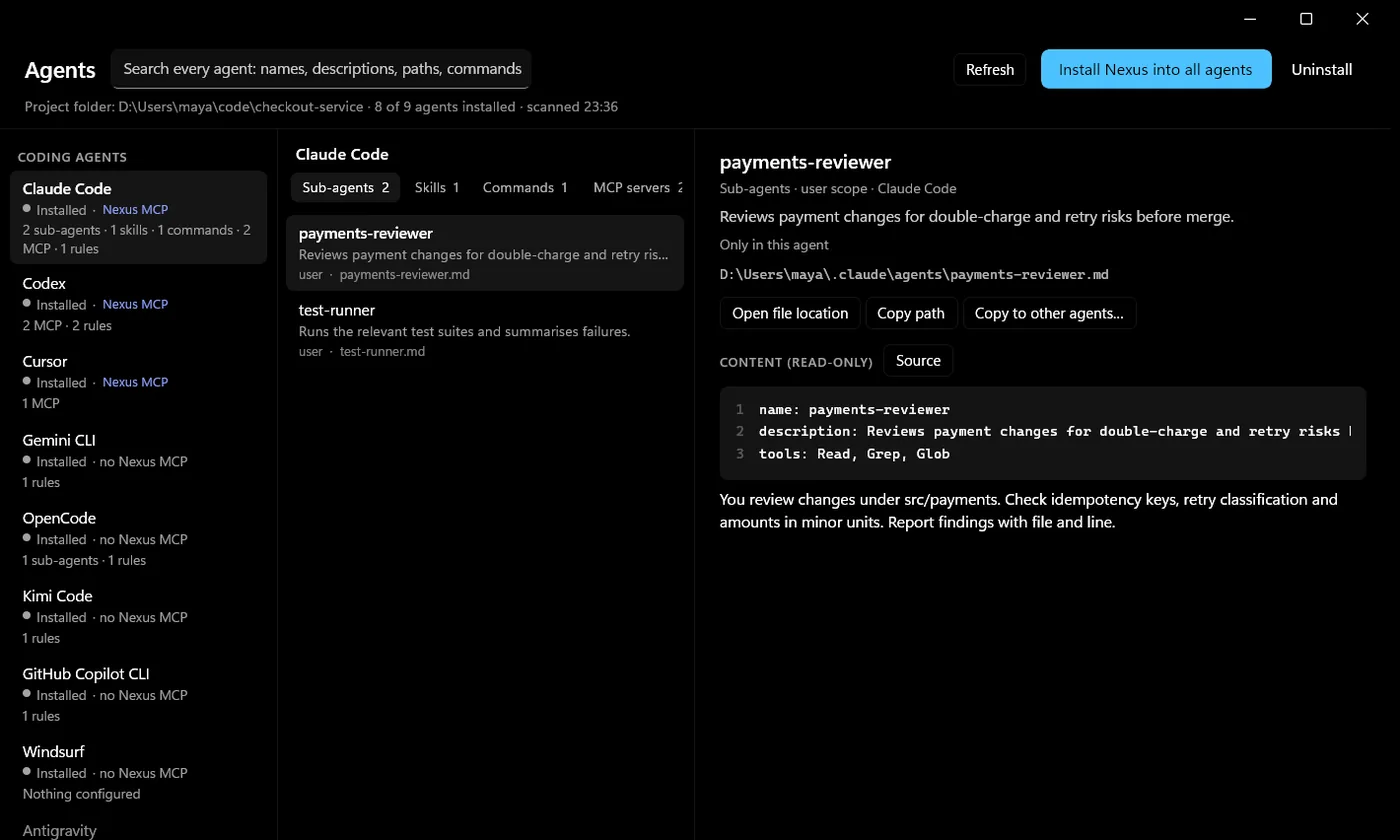 Agents
Search every agent: names, descriptions, paths, commands
Refresh
Install Nexus into all agents
Uninstall
Project folder: D:\Users\maya\code\checkout-service · 8 of 9 agents installed · scanned 23:36
CODING AGENTS
Claude Code
Installed · Nexus MCP
2 sub-agents · 1 skills · 1 commands · 2
MCP · 1 rules
Codex
Installed · Nexus MCP
2 MCP · 2 rules
Cursor
Installed · Nexus MCP
1 MCP
Gemini CLI
Installed · no Nexus MCP
1 rules
OpenCode
Installed · no Nexus MCP
1 sub-agents · 1 rules
Kimi Code
Installed · no Nexus MCP
1 rules
GitHub Copilot CLI
Installed · no Nexus MCP
1 rules
Windsurf
Installed · no Nexus MCP
Nothing configured
Antigravity
Claude Code
Sub-agents 2 Skills 1 Commands 1 MCP servers 2
payments-reviewer
Reviews payment changes for double-charge and retry ris...
user · payments-reviewer.md
test-runner
Runs the relevant test suites and summarises failures.
user · test-runner.md
payments-reviewer
Sub-agents · user scope · Claude Code
Reviews payment changes for double-charge and retry risks before merge.
Only in this agent
D:\Users\maya\.claude\agents\payments-reviewer.md
Open file location
Copy path
Copy to other agents...
CONTENT (READ-ONLY)
Source
1 name: payments-reviewer
2 description: Reviews payment changes for double-charge and retry risks
3 tools: Read, Grep, Glob
You review changes under src/payments. Check idempotency keys, retry classification and
amounts in minor units. Report findings with file and line.